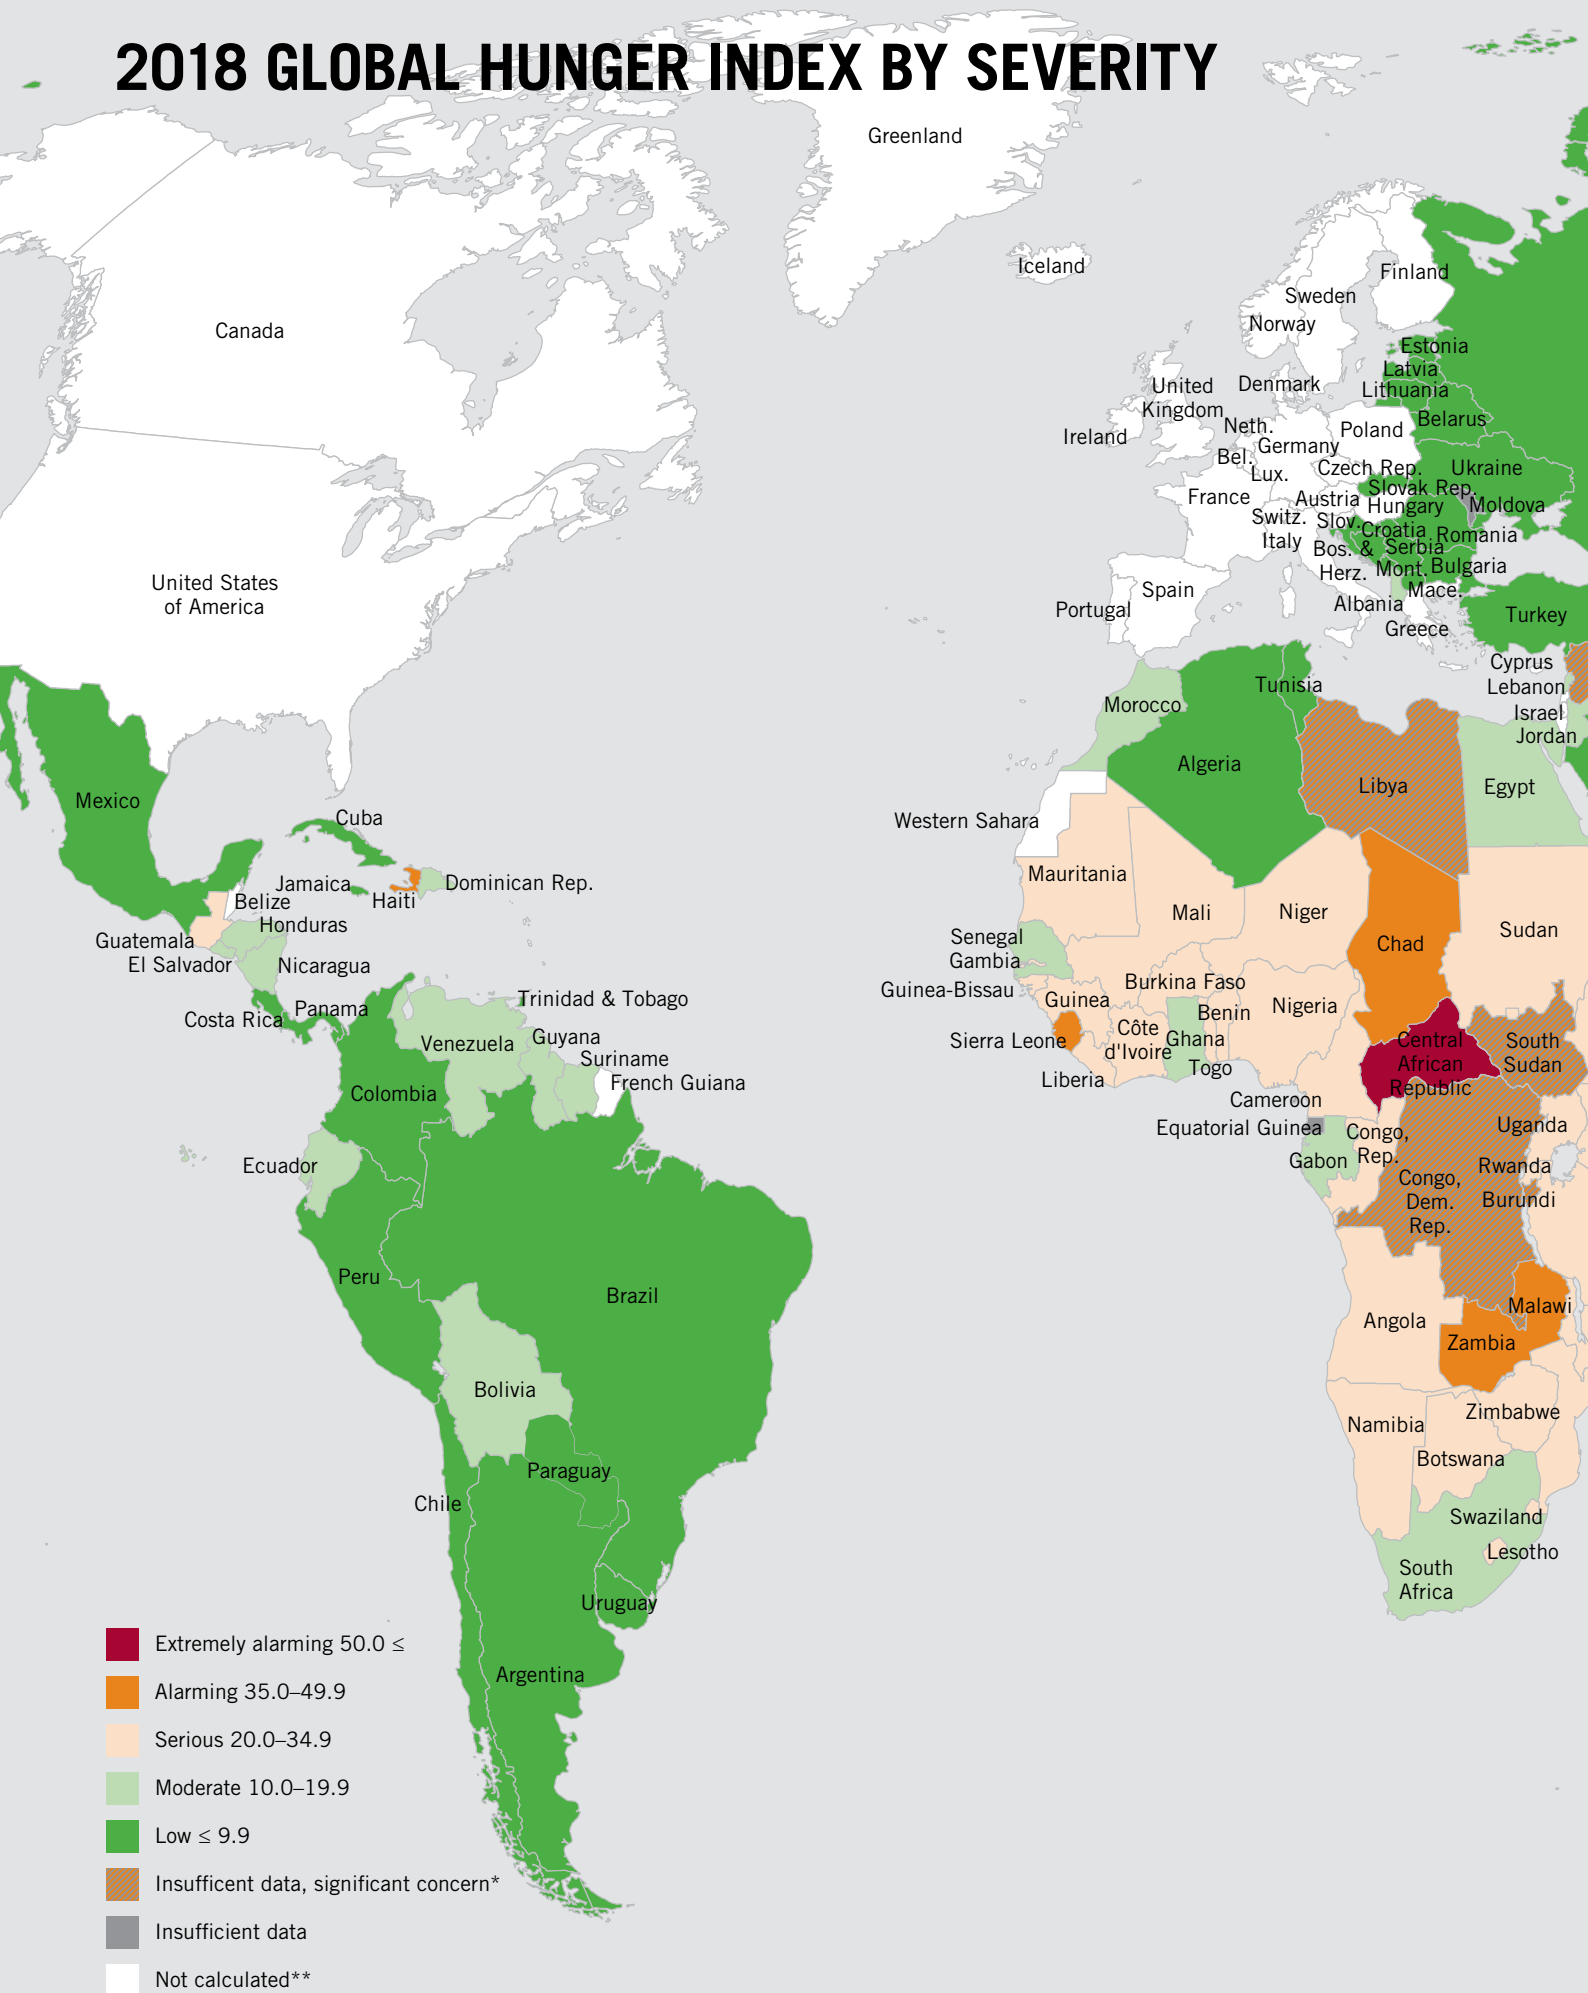 2018 GLOBAL HUNGER INDEX BY SEVERITY
Greenland
Iceland
Finland
Sweden
Norway
Canada
Estonia
Latvia
Lithuania
United
Kingdom
Denmark
Belarus
Ireland
Neth.
Poland
Germany
Bel.
Lux.
Czech Rep.
Ukraine
Slovak Rep.
France
Austria
Hungary
Moldova
Switz.
Slov.
Croatia
Romania
Italy
Bos. &
Herz.
Serbia
Mont.
Bulgaria
Mace.
United States
of America
Spain
Portugal
Albania
Greece
Turkey
Cyprus
Lebanon
Israel
Jordan
Tunisia
Morocco
Algeria
Libya
Egypt
Mexico
Cuba
Western Sahara
Jamaica
Haiti
Dominican Rep.
Belize
Honduras
Guatemala
El Salvador
Nicaragua
Mauritania
Mali
Niger
Chad
Sudan
Senegal
Gambia
Guinea-Bissau
Guinea
Burkina Faso
Benin
Nigeria
Trinidad & Tobago
Costa Rica
Panama
Venezuela
Guyana
Suriname
French Guiana
Sierra Leone
Côte
d'Ivoire
Ghana
Togo
Liberia
Central
African
Republic
South
Sudan
Colombia
Cameroon
Equatorial Guinea
Gabon
Congo,
Rep.
Uganda
Rwanda
Burundi
Congo,
Dem.
Rep.
Ecuador
Peru
Brazil
Angola
Malawi
Zambia
Bolivia
Namibia
Zimbabwe
Botswana
Paraguay
Chile
Swaziland
Lesotho
South
Africa
Uruguay
Argentina
Extremely alarming 50.0 ≤
Alarming 35.0–49.9
Serious 20.0–34.9
Moderate 10.0–19.9
Low ≤ 9.9
Insufficent data, significant concern*
Insufficient data
Not calculated**